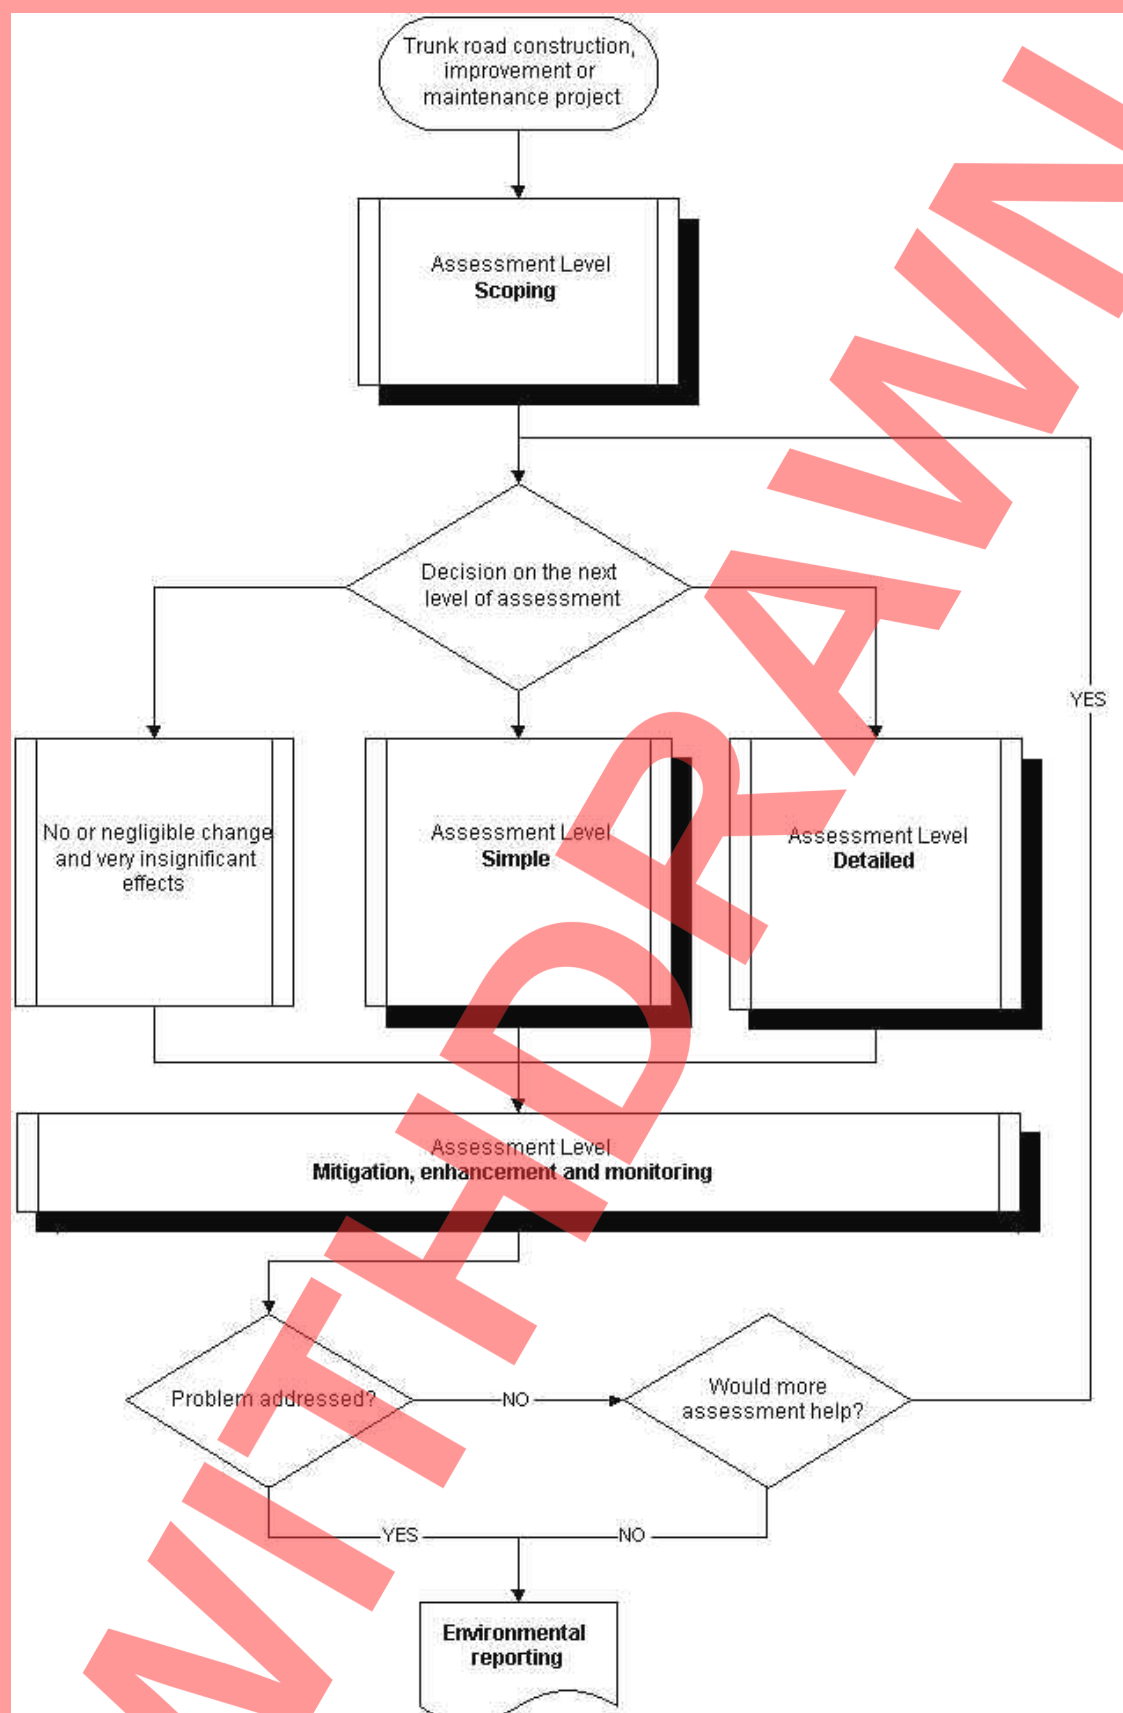 Trunk road construction,
improvement or
maintenance project
Assessment Level
Scoping
Decision on the next
level of assessment
YES
No or negligible change
and very insignificant
effects
Assessment Level
Simple
Assessment Level
Detailed
Assessment Level
Mitigation, enhancement and monitoring
Problem addressed?
NO
Would more
assessment help?
YES
NO
Environmental
reporting
WITHDRAWN